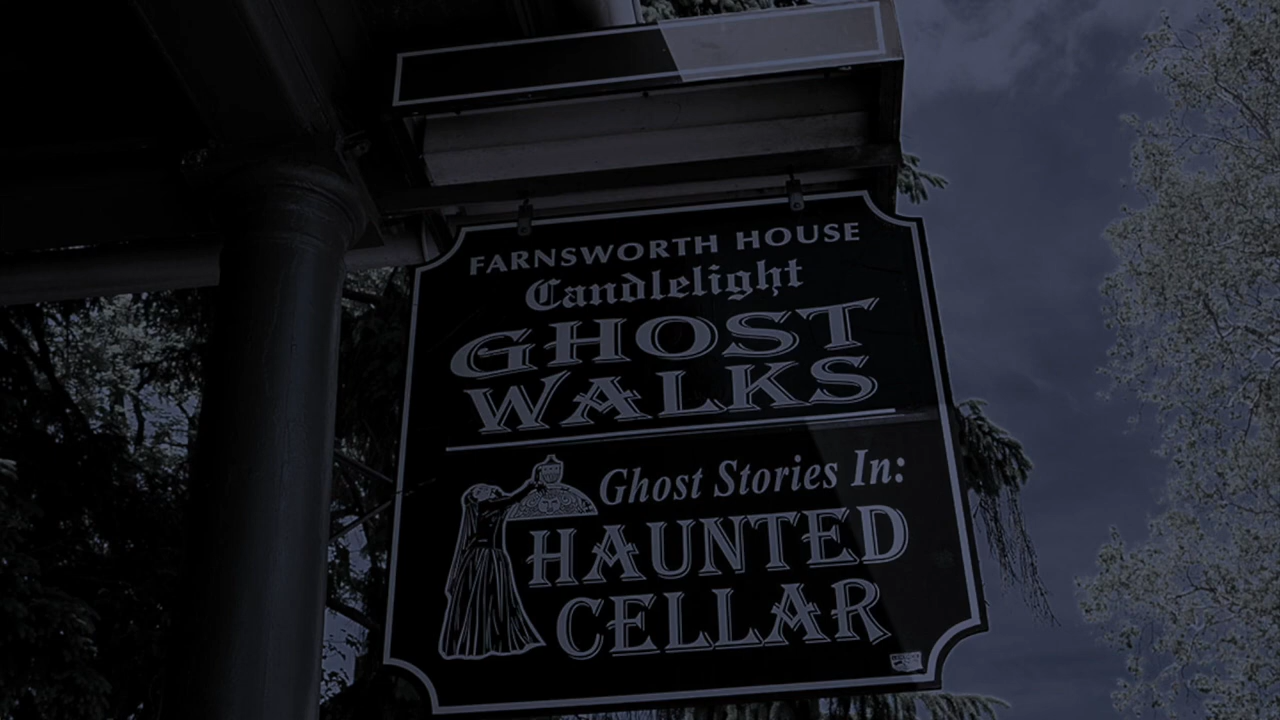 FARNSWORTH HOUSE
Candlelight
GHOST
WALKS
Ghost Stories In:
HAUNTED
CELLAR